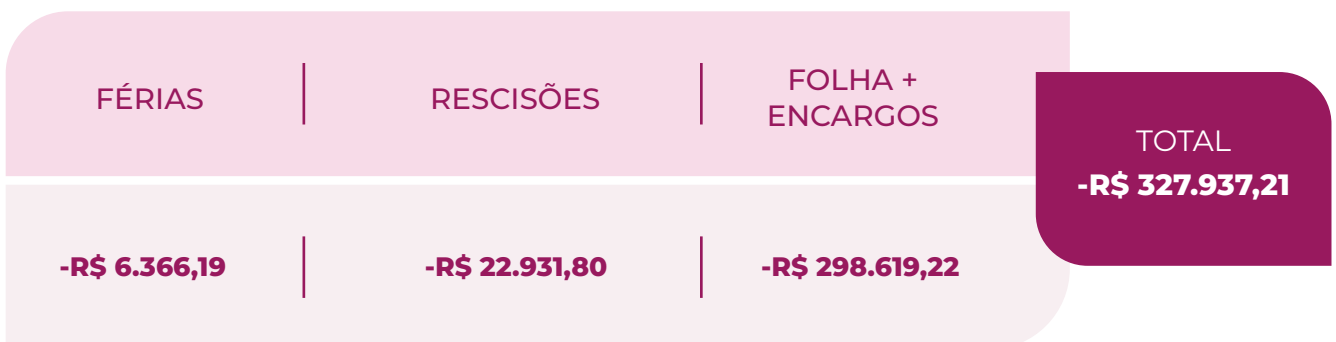 FÉRIAS
RESCISÕES
FOLHA +
ENCARGOS
TOTAL
-R$ 327.937,21
-R$ 6.366,19
-R$ 22.931,80
-R$ 298.619,22